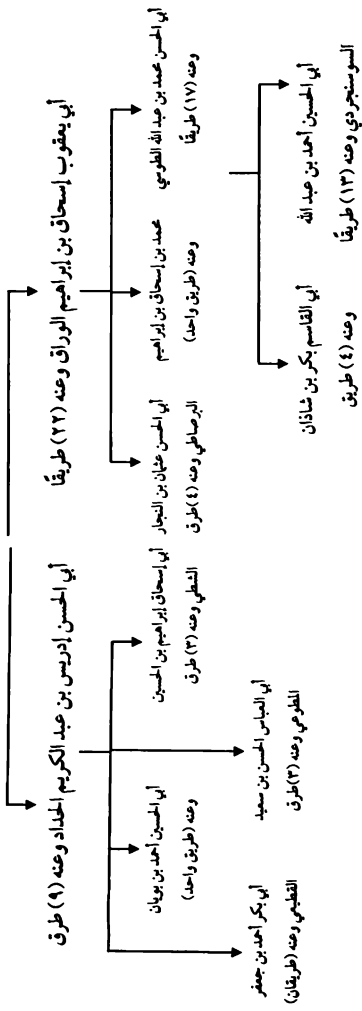 أبي يعقوب إسحاق بن إبراهيم الوراق وعنه (٢٢) طريقًا
أبي الحسن محمد بن عبد الله الطوسي
وعنه (١٧) طريقًا
أبي الحسين أحمد بن عبد الله
السوسنجردي وعنه (١٣) طريقًا
أبي القاسم بكر بن شاذان
وعنه (٤) طريق
محمد بن إسحاق بن إبراهيم
وعنه (طريق واحد)
أبي الحسن عثمان بن النجار
البرصاطي وعنه (٤) طرق
أبي الحسن إدريس بن عبد الكريم الحداد وعنه (٩) طرق
أبي إسحاق إبراهيم بن الحسين
الشطي وعنه (٣) طرق
أبي العباس الحسن بن سعيد
المطوعي وعنه (٣) طرق
أبي الحسين أحمد بن بويان
وعنه (طريق واحد)
أبي بكر أحمد بن جعفر
القطيعي وعنه (طريقان)